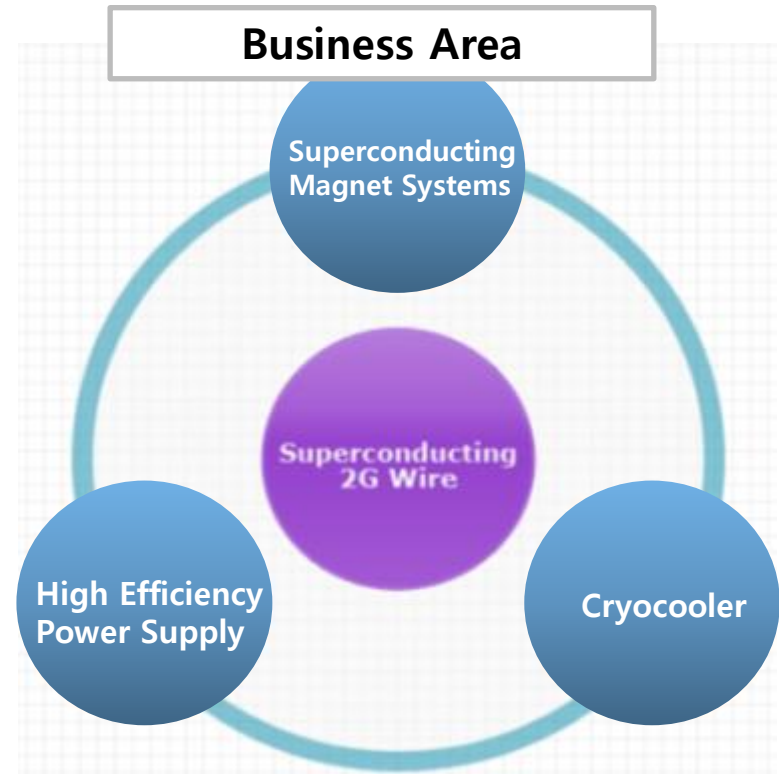 Business Area
Superconducting
Magnet Systems
Superconducting
2G Wire
High Efficiency
Power Supply
Cryocooler